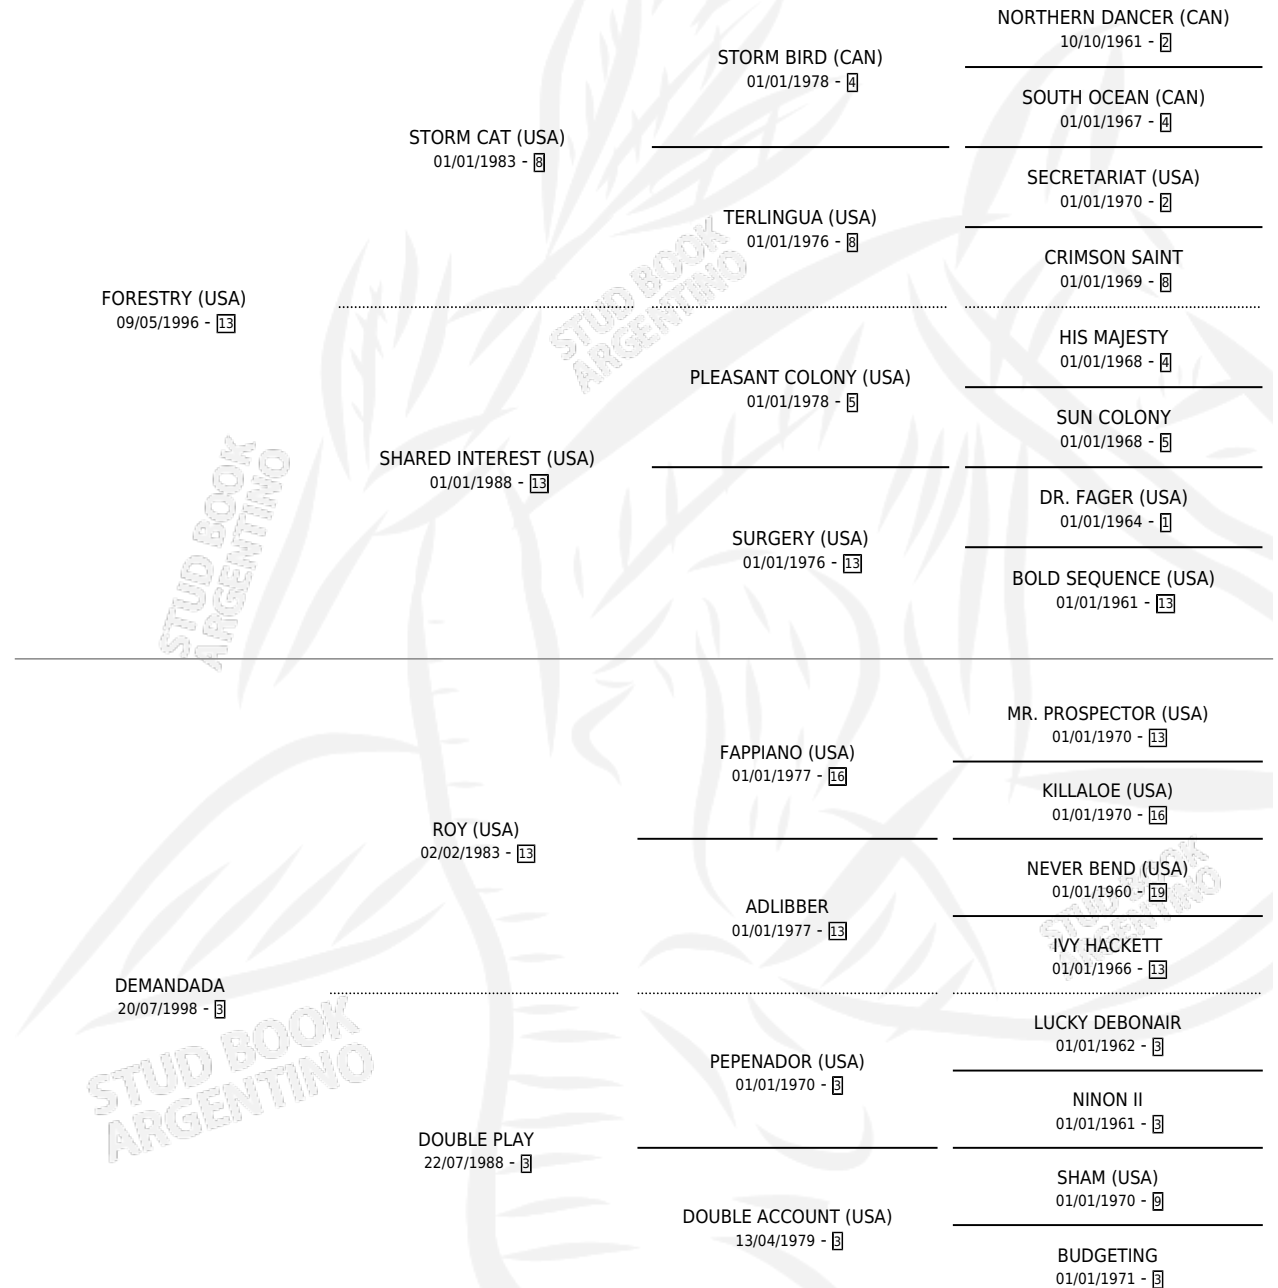 NORTHERN DANCER (CAN)
10/10/1961 - 2
STORM BIRD (CAN)
01/01/1978 - 4
SOUTH OCEAN (CAN)
01/01/1967 - 4
STORM CAT (USA)
01/01/1983 - 8
SECRETARIAT (USA)
01/01/1970 - 2
TERLINGUA (USA)
01/01/1976 - 8
CRIMSON SAINT
01/01/1969 - 8
FORESTRY (USA)
09/05/1996 - 13
HIS MAJESTY
01/01/1968 - 4
PLEASANT COLONY (USA)
01/01/1978 - 5
SUN COLONY
01/01/1968 - 5
SHARED INTEREST (USA)
01/01/1988 - 13
DR. FAGER (USA)
01/01/1964 - 1
SURGERY (USA)
01/01/1976 - 13
BOLD SEQUENCE (USA)
01/01/1961 - 13
STUD BOOK
ARGENTINO
STUD BOOK
ARGENTINO
MR. PROSPECTOR (USA)
01/01/1970 - 13
FAPPIANO (USA)
01/01/1977 - 16
KILLALOE (USA)
01/01/1970 - 16
ROY (USA)
02/02/1983 - 13
NEVER BEND (USA)
01/01/1960 - 19
ADLIBBER
01/01/1977 - 13
IVY HACKETT
01/01/1966 - 13
DEMANDADA
20/07/1998 - 3
LUCKY DEBONAIR
01/01/1962 - 3
PEPENADOR (USA)
01/01/1970 - 3
NINON II
01/01/1961 - 3
DOUBLE PLAY
22/07/1988 - 3
SHAM (USA)
01/01/1970 - 9
DOUBLE ACCOUNT (USA)
13/04/1979 - 3
BUDGETING
01/01/1971 - 3
STUD BOOK
ARGENTINO
STUD BOOK
ARGENTINO